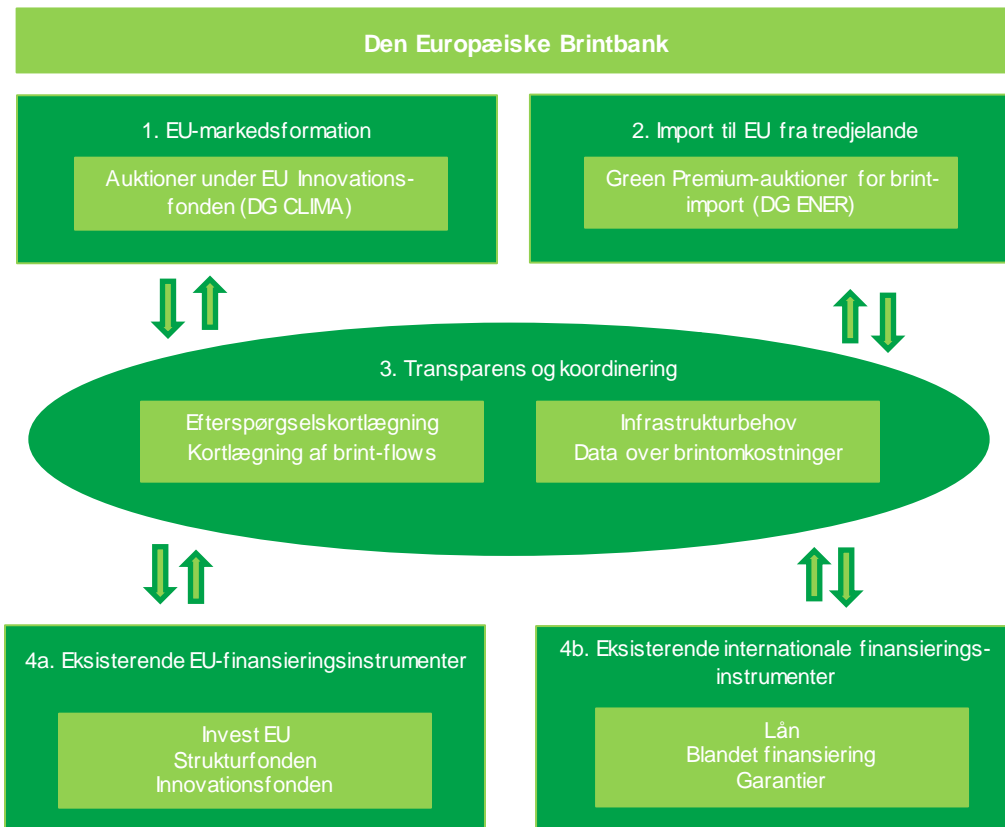 Den Europæiske Brintbank
1. EU-markedsformation
Auktioner under EU Innovations-
fonden (DG CLIMA)
2. Import til EU fra tredjelande
Green Premium-auktioner for brint-
import (DG ENER)
3. Transparens og koordinering
Efterspørgselskortlægning
Kortlægning af brint-flows
Infrastrukturbehov
Data over brintomkostninger
4a. Eksisterende EU-finansieringsinstrumenter
Invest EU
Strukturfonden
Innovationsfonden
4b. Eksisterende internationale finansierings-
instrumenter
Lån
Blandet finansiering
Garantier